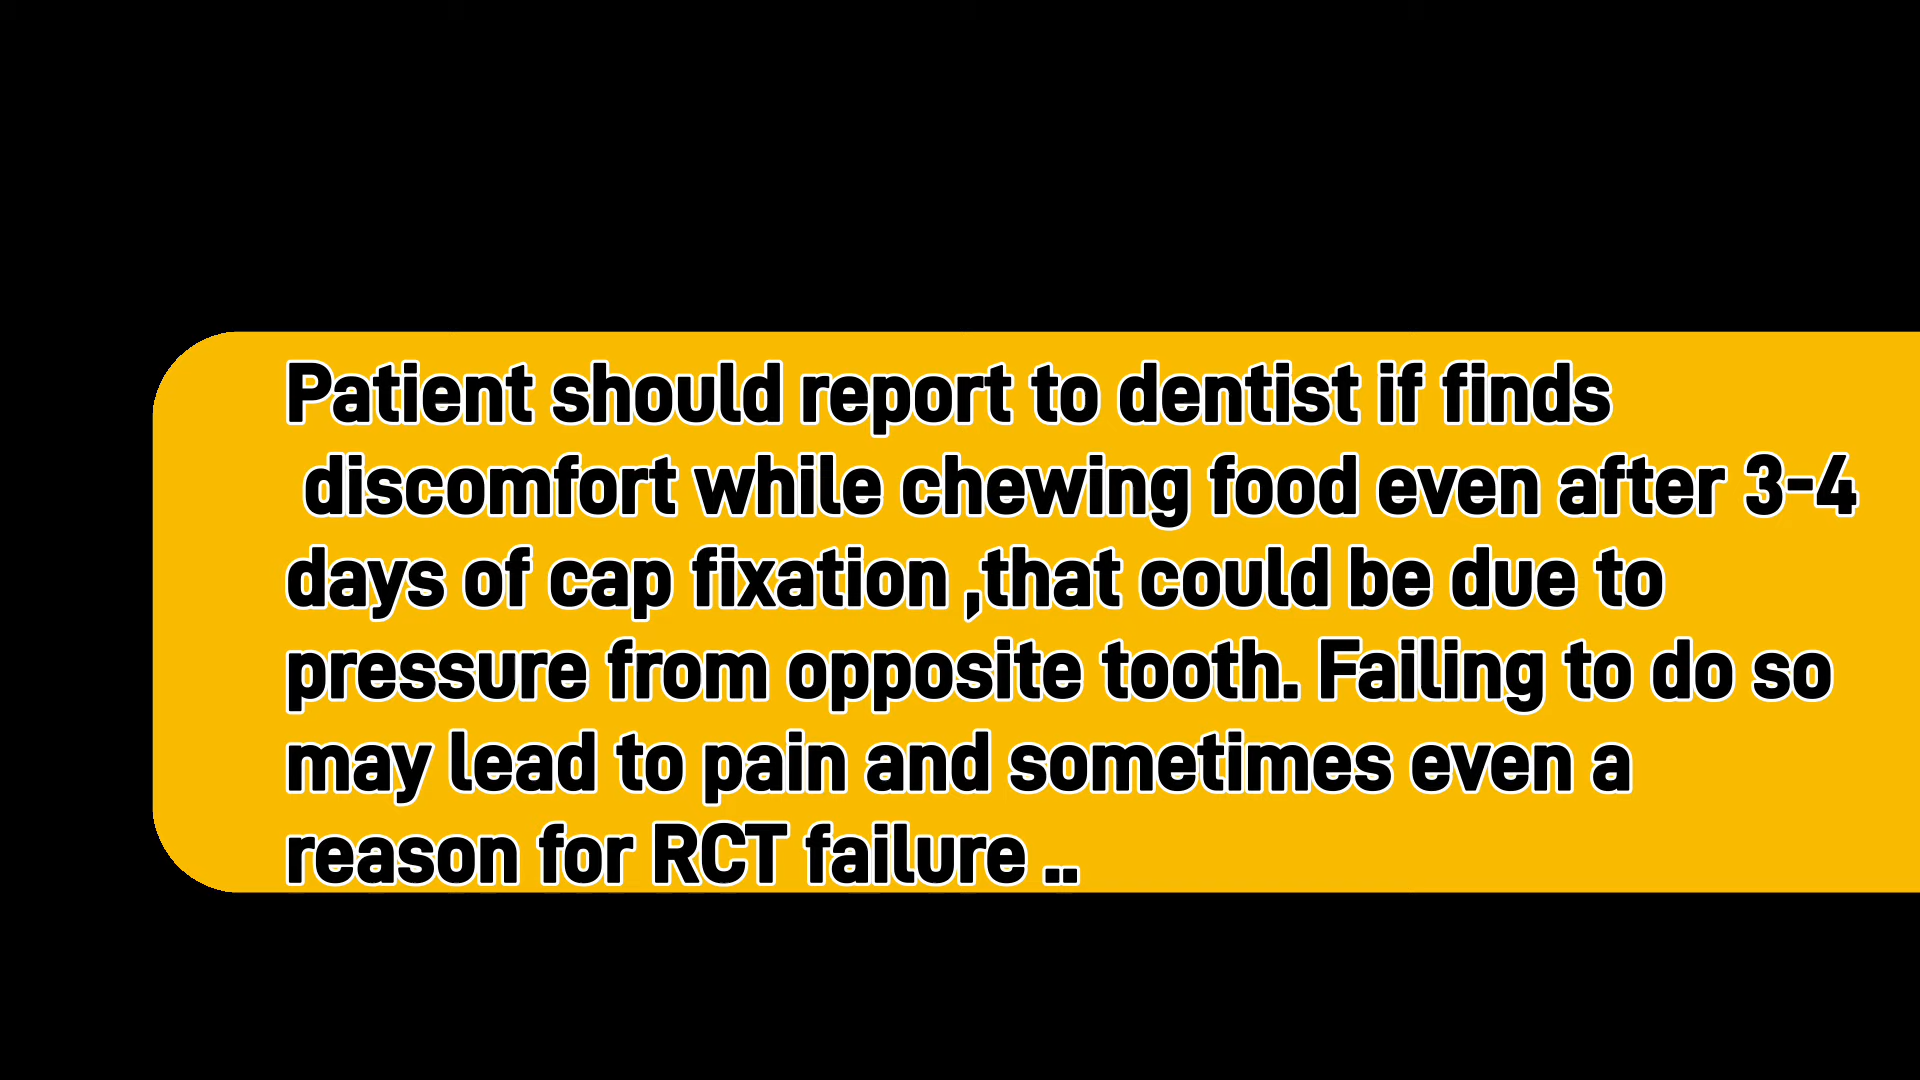 Patient should report to dentist if finds
discomfort while chewing food even after 3-4
days of cap fixation ,that could be due to
pressure from opposite tooth. Failing to do so
may lead to pain and sometimes even a
reason for RCT failure ..